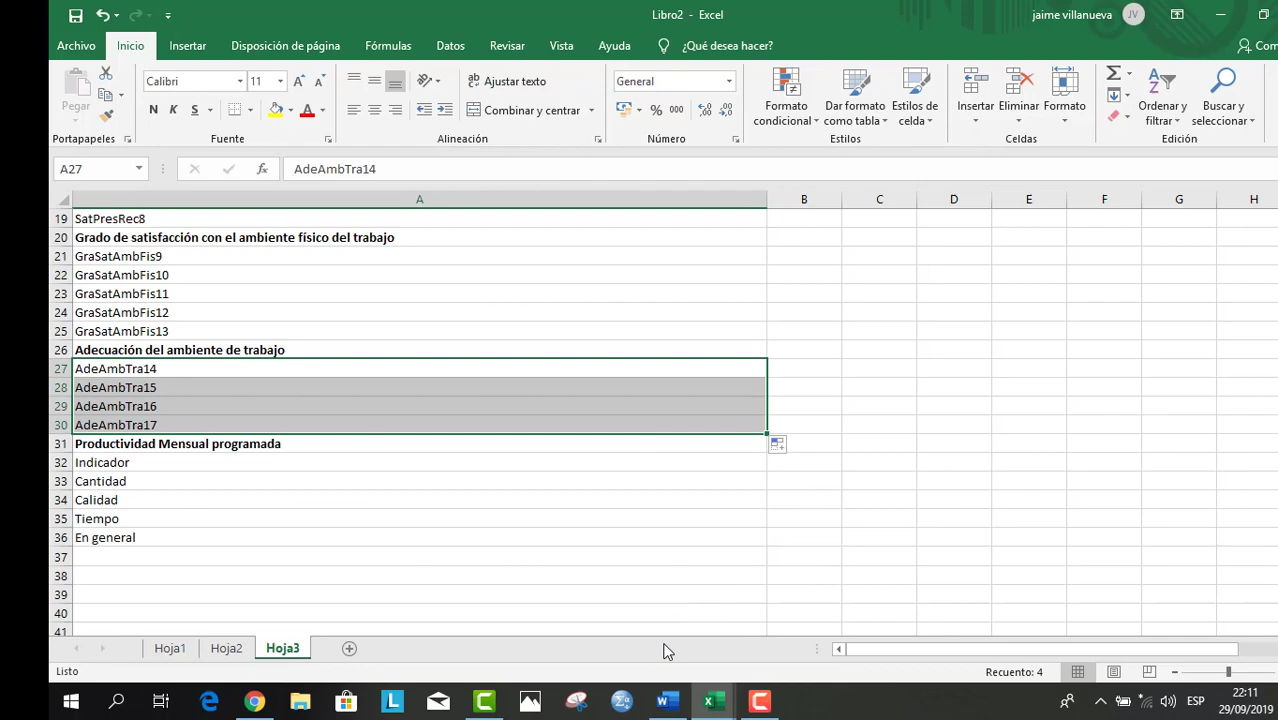 Libro2 - Excel
jaime villanueva
JV
Archivo Inicio Insertar Disposición de página Fórmulas Datos Revisar Vista Ayuda ¿Qué desea hacer? Com
Pegar
Calibri 11
N K S
A A
Ajustar texto
Combinar y centrar
General
% 000
Formato condicional
Dar formato como tabla
Estilos de celda
Insertar
Eliminar
Formato
Ordenar y filtrar
Buscar y seleccionar
Portapapeles Fuente Alineación Número Estilos Celdas Edición
A27 fx AdeAmbTra14
A B C D E F G H
19 SatPresRec8
20 Grado de satisfacción con el ambiente físico del trabajo
21 GraSatAmbFis9
22 GraSatAmbFis10
23 GraSatAmbFis11
24 GraSatAmbFis12
25 GraSatAmbFis13
26 Adecuación del ambiente de trabajo
27 AdeAmbTra14
28 AdeAmbTra15
29 AdeAmbTra16
30 AdeAmbTra17
31 Productividad Mensual programada
32 Indicador
33 Cantidad
34 Calidad
35 Tiempo
36 En general
37
38
39
40
41
Hoja1 Hoja2 Hoja3
Listo
Recuento: 4
ESP
22:11
29/09/2019